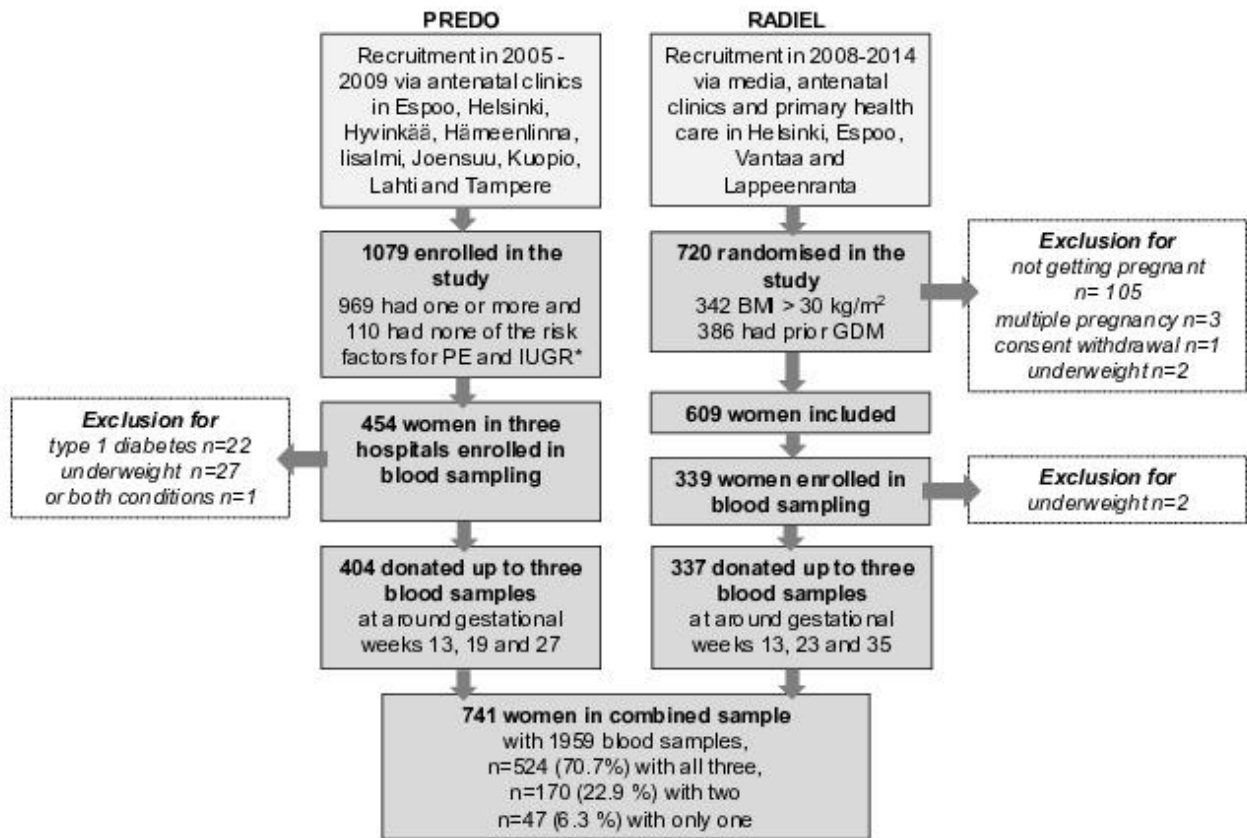 PREDO
Recruitment in 2005 -
2009 via antenatal clinics
in Espoo, Helsinki,
Hyvinkää, Hämeenlinna,
Iisalmi, Joensuu, Kuopio,
Lahti and Tampere
RADIEL
Recruitment in 2008-2014
via media, antenatal
clinics and primary health
care in Helsinki, Espoo,
Vantaa and
Lappeenranta
1079 enrolled in the
study
969 had one or more and
110 had none of the risk
factors for PE and IUGR*
720 randomised in the
study
342 BMI > 30 kg/m²
386 had prior GDM
Exclusion for
not getting pregnant
n= 105
multiple pregnancy n=3
consent withdrawal n=1
underweight n=2
Exclusion for
type 1 diabetes n=22
underweight n=27
or both conditions n=1
454 women in three
hospitals enrolled in
blood sampling
609 women included
339 women enrolled in
blood sampling
Exclusion for
underweight n=2
404 donated up to three
blood samples
at around gestational
weeks 13, 19 and 27
337 donated up to three
blood samples
at around gestational
weeks 13, 23 and 35
741 women in combined sample
with 1959 blood samples,
n=524 (70.7%) with all three,
n=170 (22.9 %) with two
n=47 (6.3 %) with only one